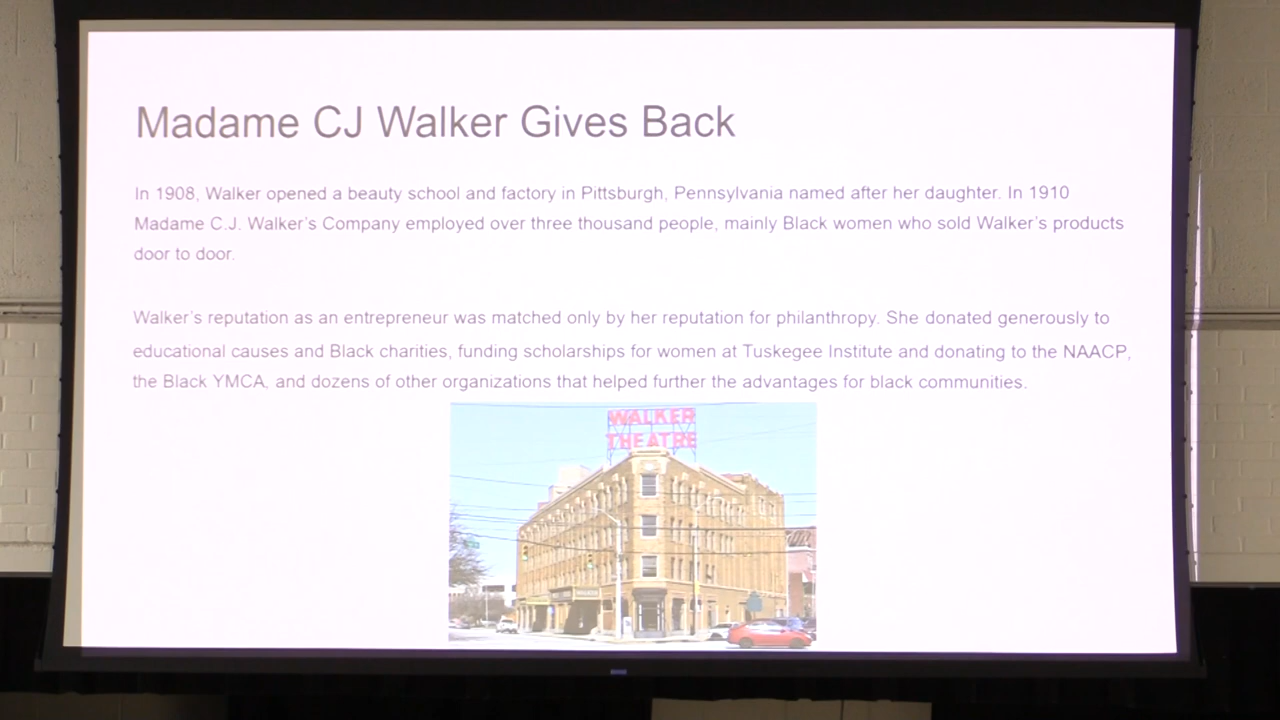 Madame CJ Walker Gives Back
In 1908, Walker opened a beauty school and factory in Pittsburgh, Pennsylvania named after her daughter. In 1910
Madame C.J. Walker's Company employed over three thousand people, mainly Black women who sold Walker's products
door to door.
Walker's reputation as an entrepreneur was matched only by her reputation for philanthropy. She donated generously to
educational causes and Black charities, funding scholarships for women at Tuskegee Institute and donating to the NAACP,
the Black YMCA, and dozens of other organizations that helped further the advantages for black communities.
WALKER
THEATRE